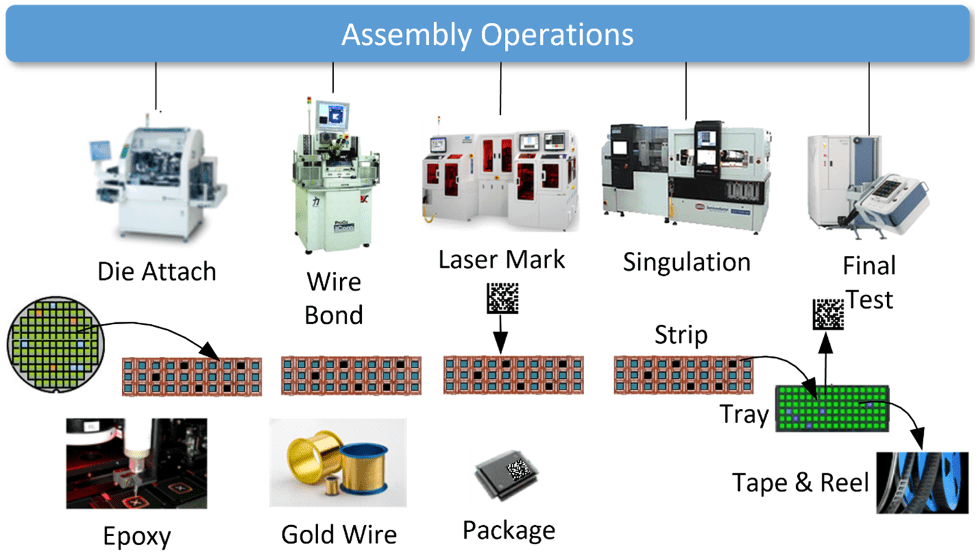 Assembly Operations
Die Attach
Wire
Bond
Laser Mark
Singulation
Final
Test
Strip
Tray
Tape & Reel
Epoxy
Gold Wire
Package